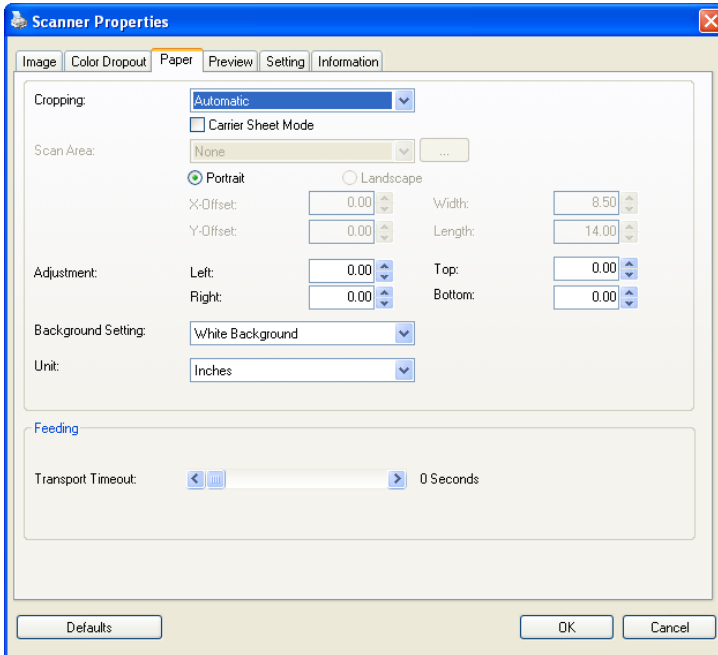 Scanner Properties
Image Color Dropout Paper Preview Setting Information
Cropping: Automatic
Carrier Sheet Mode
Scan Area: None ...
Portrait Landscape
X-Offset: 0.00 Width: 8.50
Y-Offset: 0.00 Length: 14.00
Adjustment: Left: 0.00 Top: 0.00
Right: 0.00 Bottom: 0.00
Background Setting: White Background
Unit: Inches
Feeding
Transport Timeout: 0 Seconds
Defaults OK Cancel